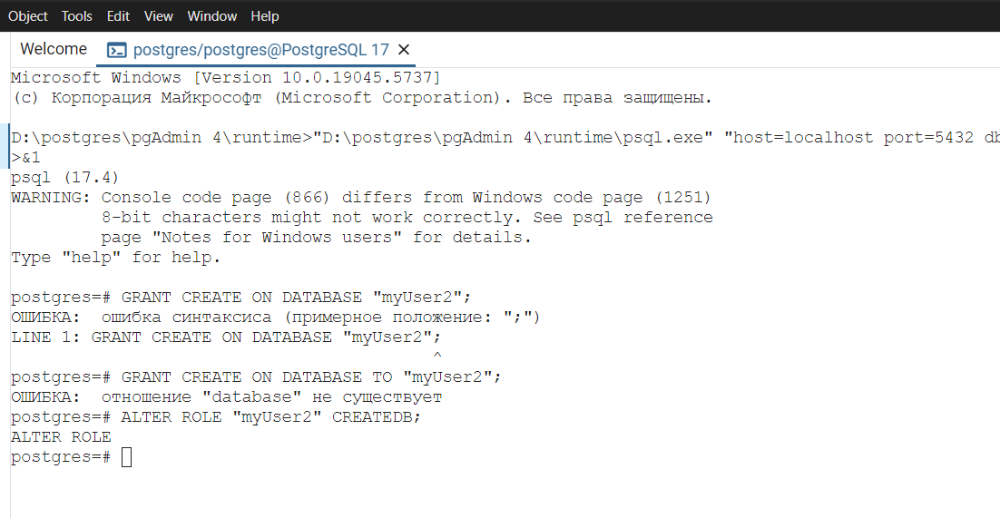 Object Tools Edit View Window Help
Welcome postgres/postgres@PostgreSQL 17
Microsoft Windows [Version 10.0.19045.5737]
(c) Корпорация Майкрософт (Microsoft Corporation). Все права защищены.
D:\postgres\pgAdmin 4\runtime>"D:\postgres\pgAdmin 4\runtime\psql.exe" "host=localhost port=5432 db
>&1
psql (17.4)
WARNING: Console code page (866) differs from Windows code page (1251)
8-bit characters might not work correctly. See psql reference
page "Notes for Windows users" for details.
Type "help" for help.
postgres=# GRANT CREATE ON DATABASE "myUser2";
ОШИБКА:  ошибка синтаксиса (примерное положение: ";")
LINE 1: GRANT CREATE ON DATABASE "myUser2";
^
postgres=# GRANT CREATE ON DATABASE TO "myUser2";
ОШИБКА:  отношение "database" не существует
postgres=# ALTER ROLE "myUser2" CREATEDB;
ALTER ROLE
postgres=#